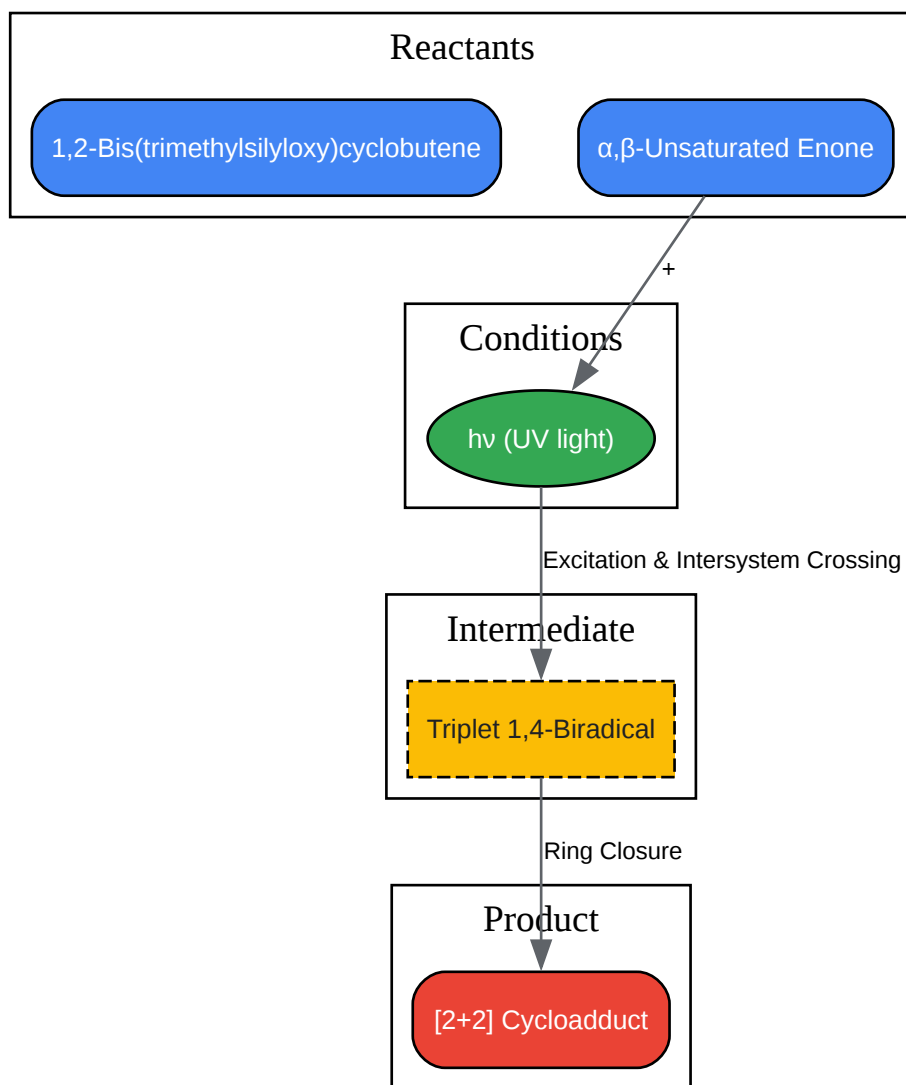 Reactants
1,2-Bis(trimethylsilyloxy)cyclobutene
α,β-Unsaturated Enone
+
Conditions
hν (UV light)
Excitation & Intersystem Crossing
Intermediate
Triplet 1,4-Biradical
Ring Closure
Product
[2+2] Cycloadduct